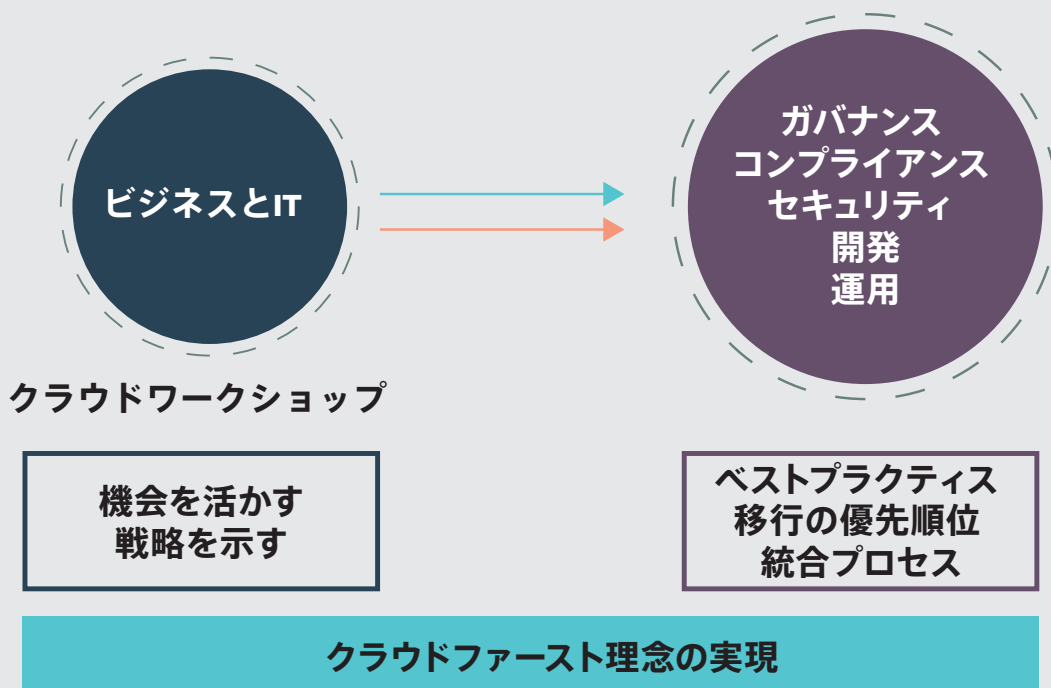 ビジネスとIT
ガバナンス
コンプライアンス
セキュリティ
開発
運用
クラウドワークショップ
機会を活かす
戦略を示す
ベストプラクティス
移行の優先順位
統合プロセス
クラウドファースト理念の実現